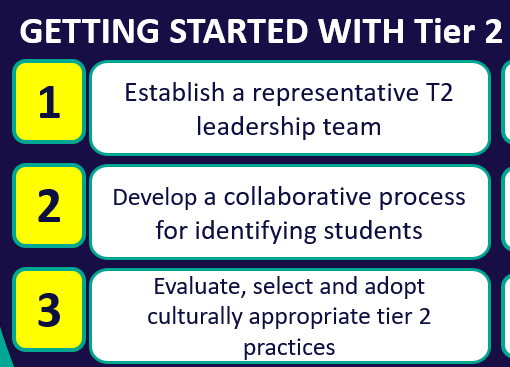 GETTING STARTED WITH Tier 2
1
Establish a representative T2
leadership team
2
Develop a collaborative process
for identifying students
3
Evaluate, select and adopt
culturally appropriate tier 2
practices